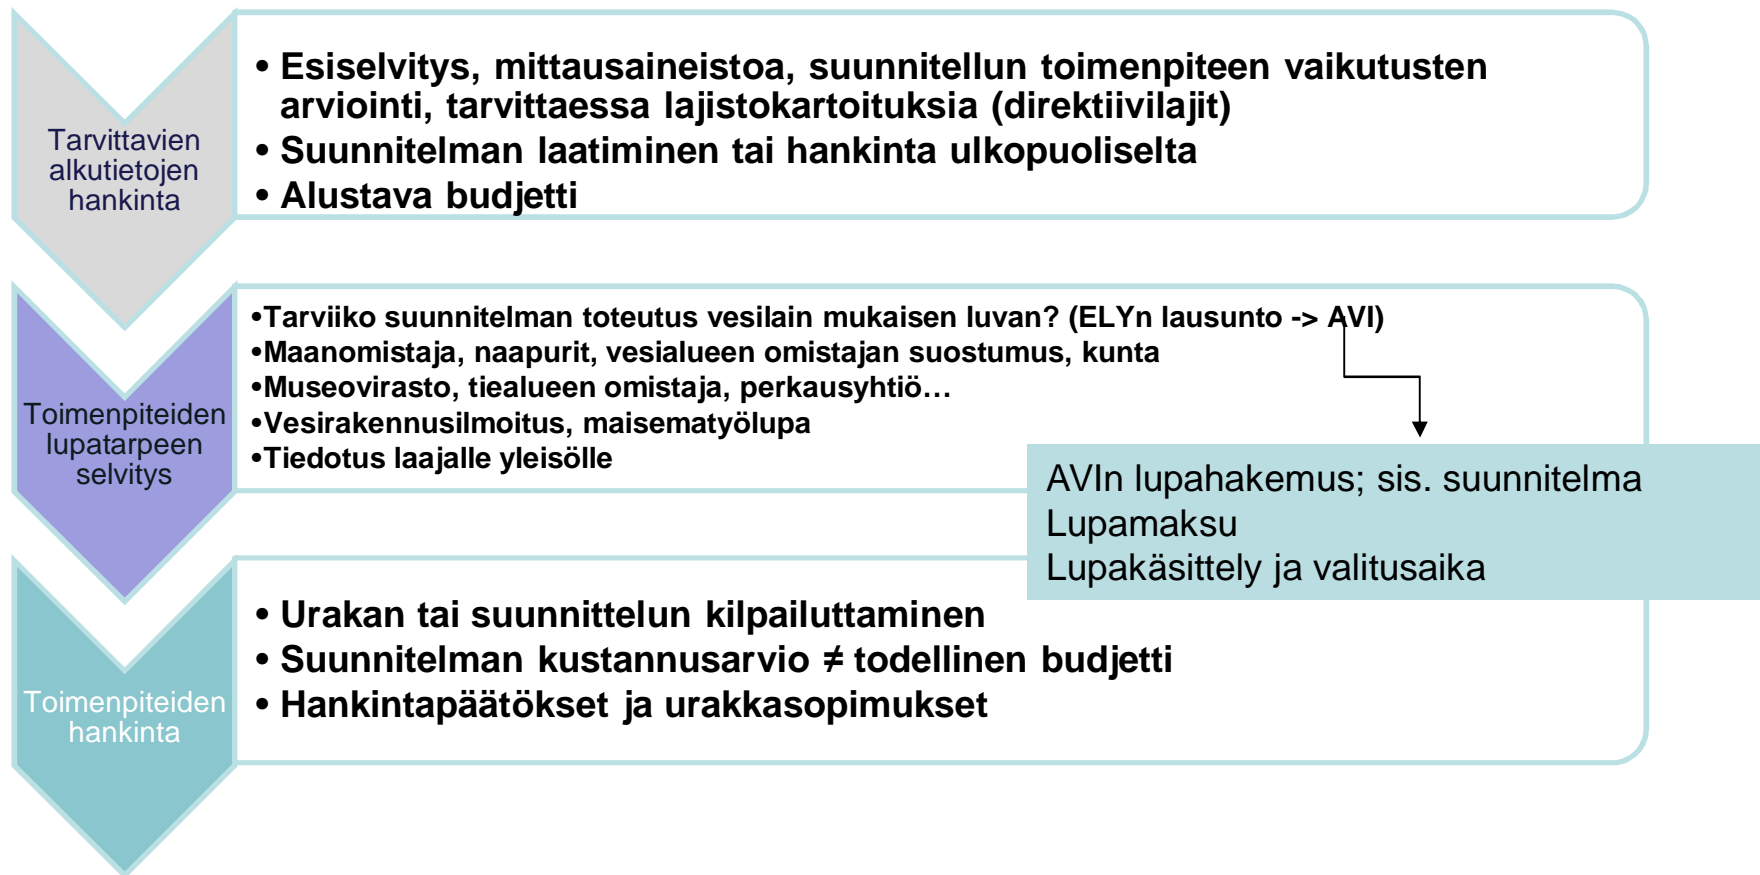 Tarvittavien
alkutietojen
hankinta
• Esiselvitys, mittausaineistoa, suunnitellun toimenpiteen vaikutusten
arviointi, tarvittaessa lajistokartoituksia (direktiivilajit)
• Suunnitelman laatiminen tai hankinta ulkopuoliselta
• Alustava budjetti
Toimenpiteiden
lupatarpeen
selvitys
•Tarviiko suunnitelman toteutus vesilain mukaisen luvan? (ELYn lausunto -> AVI)
•Maanomistaja, naapurit, vesialueen omistajan suostumus, kunta
•Museovirasto, tiealueen omistaja, perkausyhtiö…
•Vesirakennusilmoitus, maisematyölupa
•Tiedotus laajalle yleisölle
AVIn lupahakemus; sis. suunnitelma
Lupamaksu
Lupakäsittely ja valitusaika
Toimenpiteiden
hankinta
• Urakan tai suunnittelun kilpailuttaminen
• Suunnitelman kustannusarvio ≠ todellinen budjetti
• Hankintapäätökset ja urakkasopimukset